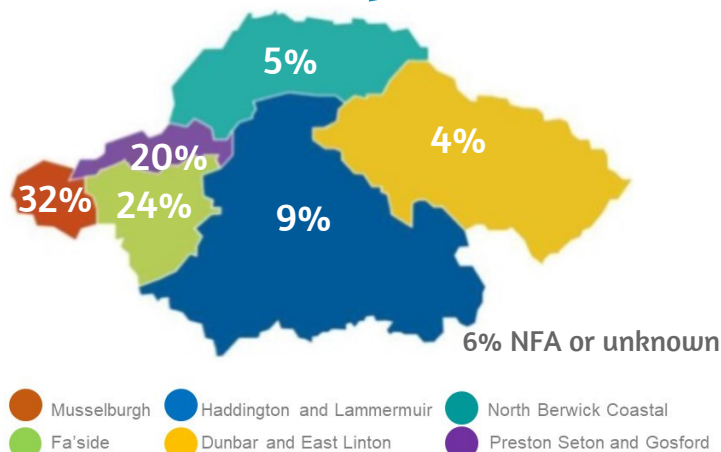 5%
4%
20%
32%
24%
9%
6% NFA or unknown
Musselburgh
Haddington and Lammermuir
North Berwick Coastal
Fa'side
Dunbar and East Linton
Preston Seton and Gosford